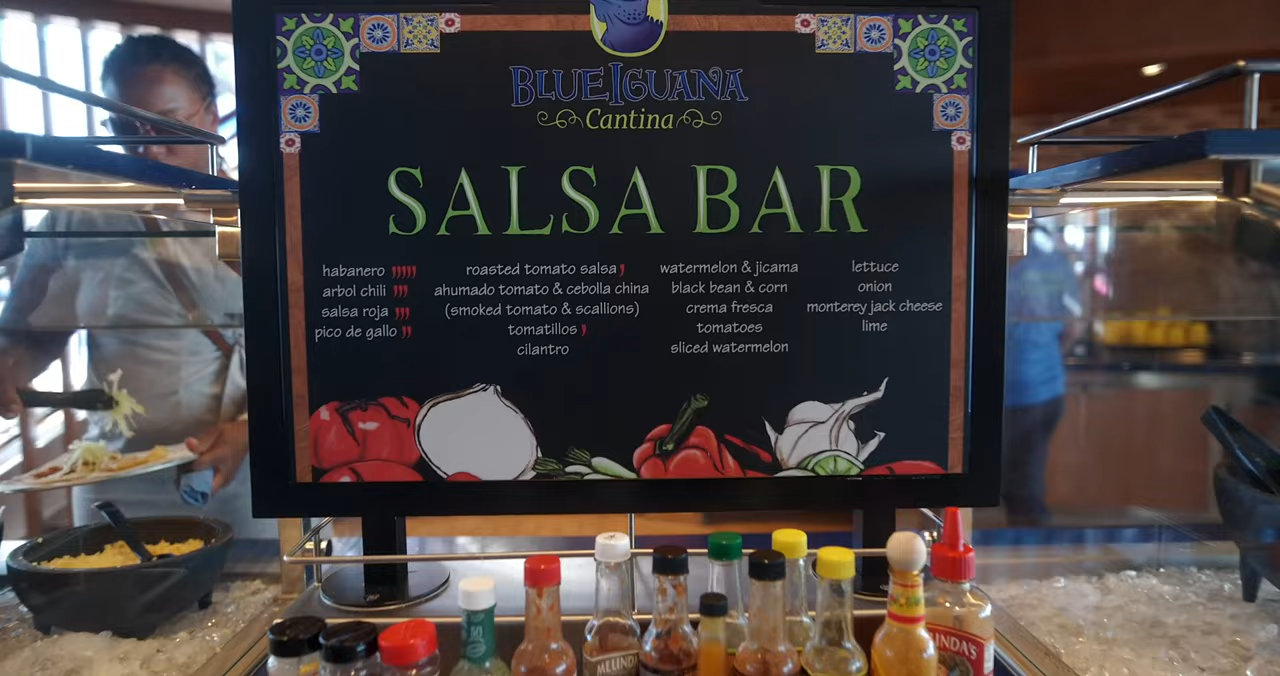 BLUE IGUANA
Cantina
SALSA BAR
habanero
arbol chili
salsa roja
pico de gallo
roasted tomato salsa
ahumado tomato & cebolla china
(smoked tomato & scallions)
tomatillos
cilantro
watermelon & jicama
black bean & corn
crema fresca
tomatoes
sliced watermelon
lettuce
onion
monterey jack cheese
lime
MELINDA
INDA'S